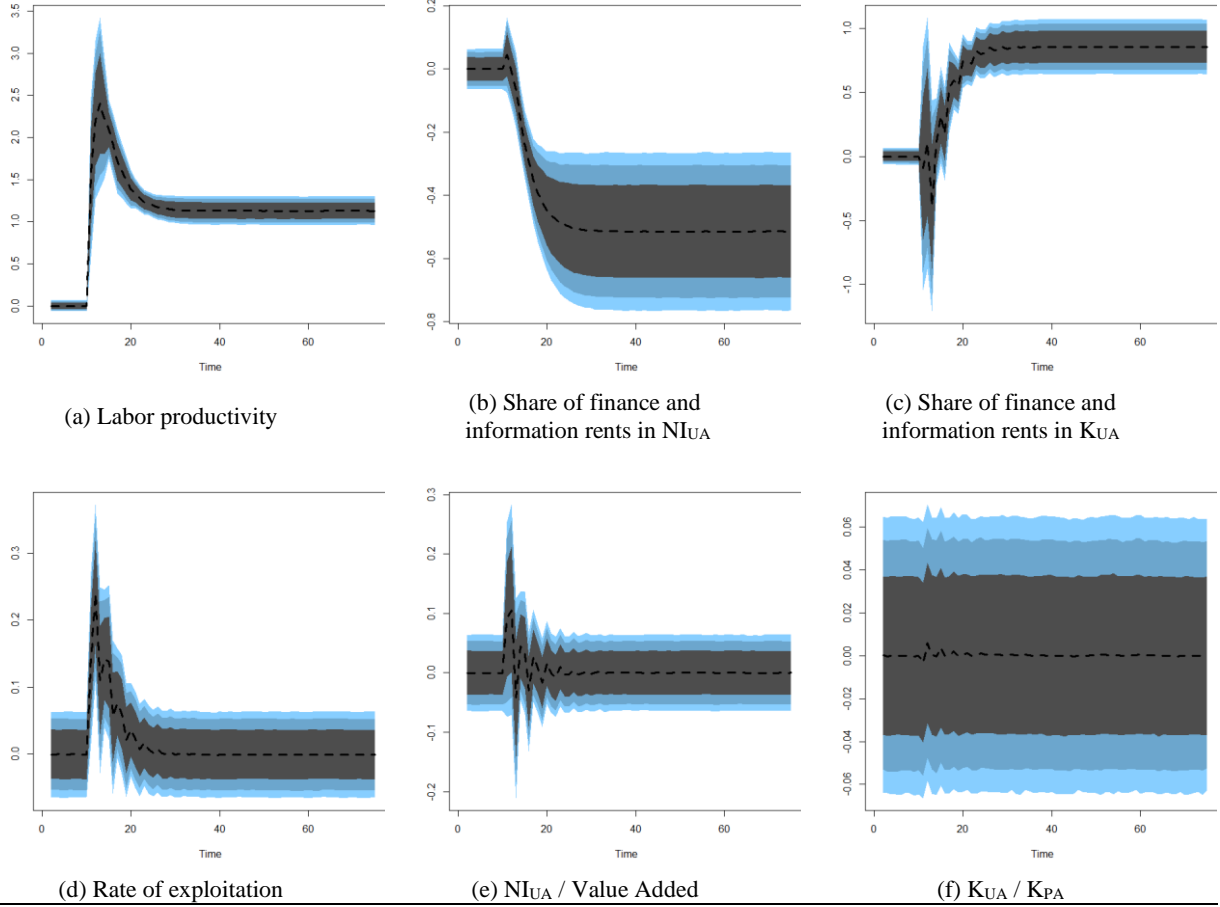 3.5
3.0
2.5
2.0
1.5
1.0
0.5
0.0
0 20 40 60
Time
(a) Labor productivity
0.2
0.0
-0.2
-0.4
-0.6
-0.8
0 20 40 60
Time
(b) Share of finance and
information rents in NIUA
1.0
0.5
0.0
-0.5
-1.0
0 20 40 60
Time
(c) Share of finance and
information rents in KUA
0.3
0.2
0.1
0.0
0 20 40 60
Time
(d) Rate of exploitation
0.3
0.2
0.1
0.0
-0.1
-0.2
0 20 40 60
Time
(e) NIUA / Value Added
0.06
0.04
0.02
0.00
-0.02
-0.04
-0.06
0 20 40 60
Time
(f) KUA / KPA